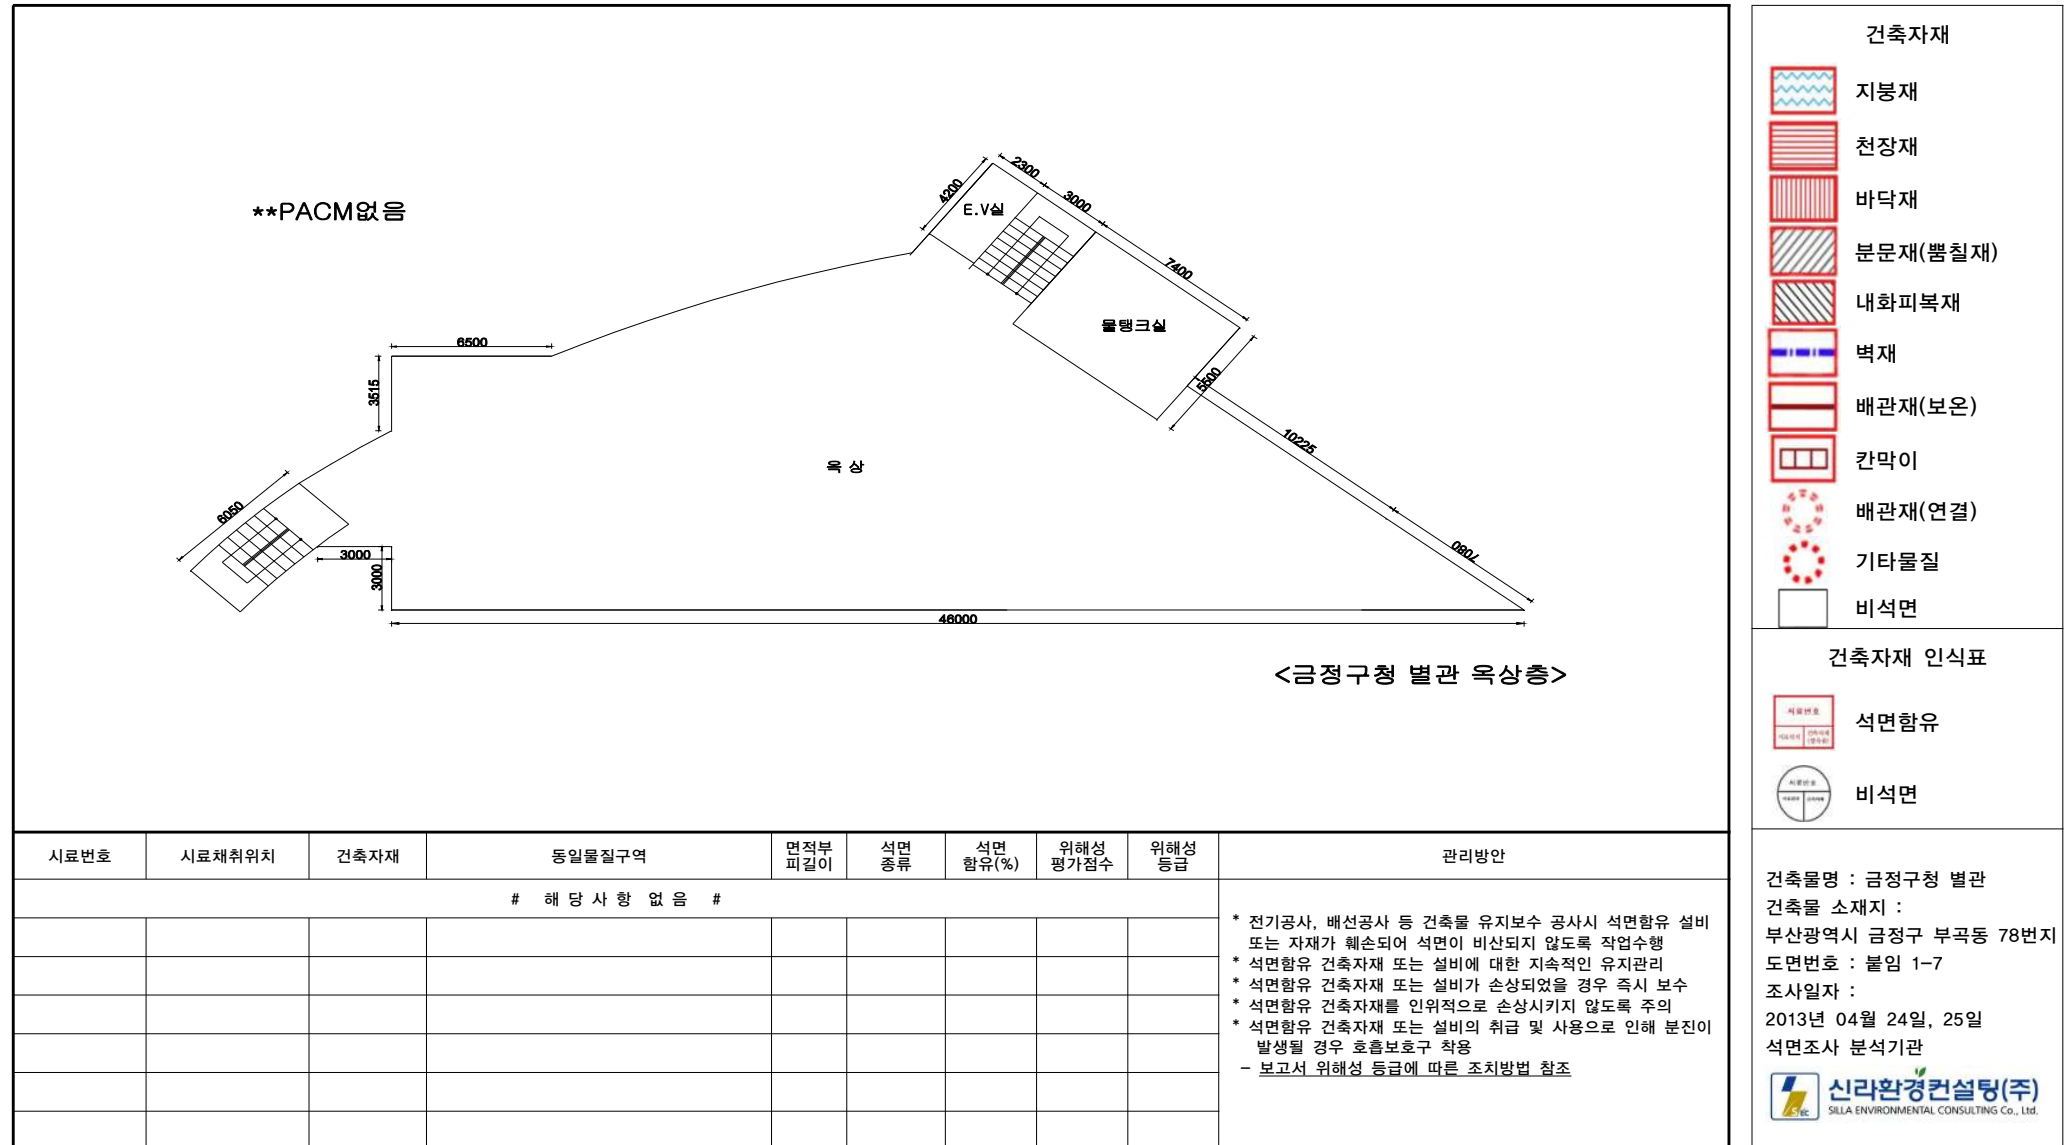 **PACM없음
2300
3000
4200
E.V실
7400
물탱크실
6500
3515
5500
10225
옥 상
6050
7080
3000
3000
46000
<금정구청 별관 옥상층>
시료번호
시료채취위치
건축자재
동일물질구역
면적부
피길이
석면
종류
석면
함유(%)
위해성
평가점수
위해성
등급
관리방안
# 해 당 사 항 없 음 #
* 전기공사, 배선공사 등 건축물 유지보수 공사시 석면함유 설비
또는 자재가 훼손되어 석면이 비산되지 않도록 작업수행
* 석면함유 건축자재 또는 설비에 대한 지속적인 유지관리
* 석면함유 건축자재 또는 설비가 손상되었을 경우 즉시 보수
* 석면함유 건축자재를 인위적으로 손상시키지 않도록 주의
* 석면함유 건축자재 또는 설비의 취급 및 사용으로 인해 분진이
발생될 경우 호흡보호구 착용
- 보고서 위해성 등급에 따른 조치방법 참조
건축자재
지붕재
천장재
바닥재
분문재(뿜칠재)
내화피복재
벽재
배관재(보온)
칸막이
배관재(연결)
기타물질
비석면
건축자재 인식표
시료번호
석면함유
비석면
건축물명 : 금정구청 별관
건축물 소재지 :
부산광역시 금정구 부곡동 78번지
도면번호 : 붙임 1-7
조사일자 :
2013년 04월 24일, 25일
석면조사 분석기관
신라환경컨설팅(주)
SILLA ENVIRONMENTAL CONSULTING Co., Ltd.